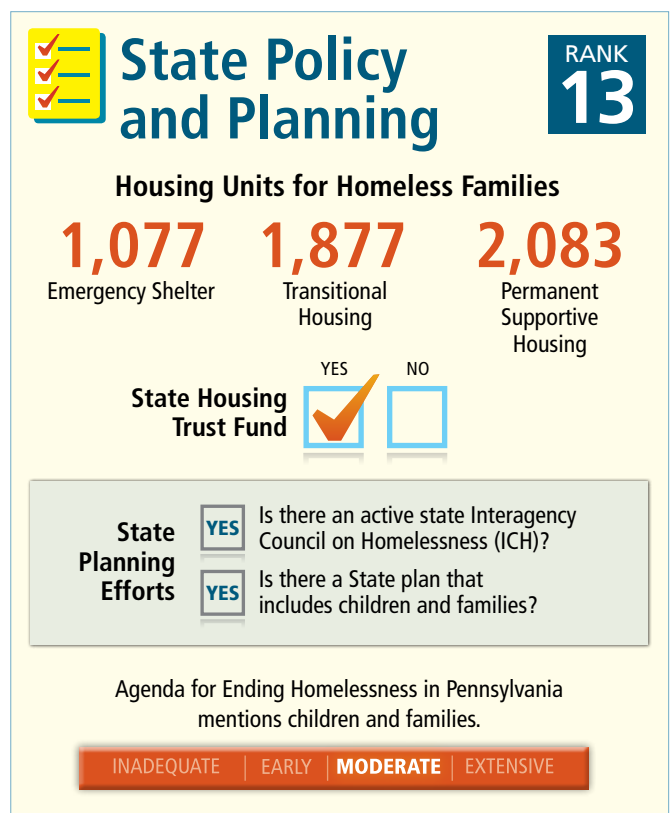 State Policy
and Planning
RANK
13
Housing Units for Homeless Families
1,077
Emergency Shelter
1,877
Transitional
Housing
2,083
Permanent
Supportive
Housing
State Housing
Trust Fund
YES
NO
State
Planning
Efforts
YES
Is there an active state Interagency
Council on Homelessness (ICH)?
YES
Is there a State plan that
includes children and families?
Agenda for Ending Homelessness in Pennsylvania
mentions children and families.
INADEQUATE | EARLY | MODERATE | EXTENSIVE